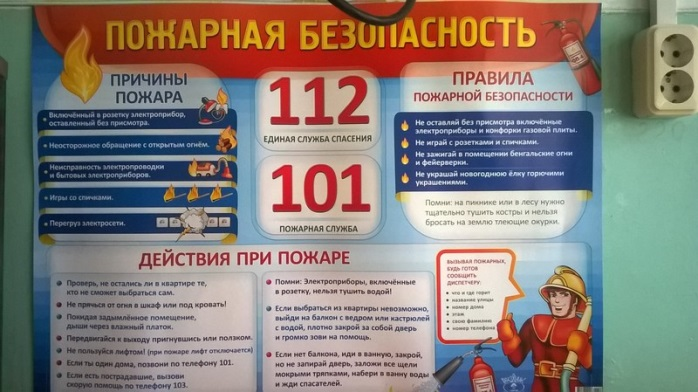 ПОЖАРНАЯ БЕЗОПАСНОСТЬ
ПРИЧИНЫ
ПОЖАРА
Включённый в розетку электроприбор,
оставленный без присмотра.
Неосторожное обращение с открытым огнём.
Неисправность электропроводки
и бытовых электроприборов.
Игры со спичками.
Перегруз электросети.
112
ЕДИНАЯ СЛУЖБА СПАСЕНИЯ
101
ПОЖАРНАЯ СЛУЖБА
ПРАВИЛА
ПОЖАРНОЙ БЕЗОПАСНОСТИ
Не оставляй без присмотра включённые
электроприборы и конфорки газовой плиты.
Не играй с розетками и спичками.
Не зажигай в помещении бенгальские огни
и фейерверки.
Не украшай новогоднюю ёлку горючими
украшениями.
Помни: на пикнике или в лесу нужно
тщательно тушить костры и нельзя
бросать на землю тлеющие окурки.
ДЕЙСТВИЯ ПРИ ПОЖАРЕ
Проверь, не остались ли в квартире те,
кто не сможет выбраться сам.
Не прячься от огня в шкаф или под кровать!
Покидая задымлённое помещение,
дыши через влажный платок.
Передвигайся к выходу пригнувшись или ползком.
Не пользуйся лифтом! (при пожаре лифт отключается)
Если ты один дома, позвони по телефону 101.
Если есть пострадавшие, вызови
скорую помощь по телефону 103.
Помни: Электроприборы, включённые
в розетку, нельзя тушить водой!
Если выбраться из квартиры невозможно,
выйди на балкон с ведром или кастрюлей
с водой, плотно закрой за собой дверь
и громко зови на помощь.
Если нет балкона, иди в ванную, закрой,
но не запирай дверь, заложи все щели
мокрыми тряпками, набери в ванну воды
и жди спасателей.
ВЫЗЫВАЯ ПОЖАРНЫХ,
БУДЬ ГОТОВ
СООБЩИТЬ
ДИСПЕТЧЕРУ:
что и где горит
название улицы
номер дома
этаж
свою фамилию
номер телефона